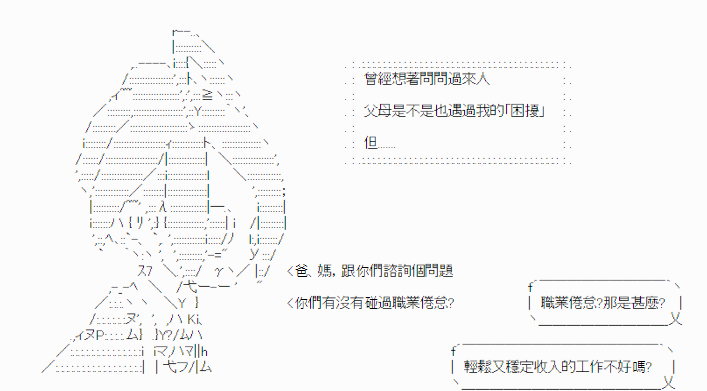 曾經想著問問過來人
父母是不是也遇過我的「困擾」
但......
<爸、媽，跟你們諮詢個問題
<你們有沒有碰過職業倦怠?
職業倦怠?那是甚麼?
輕鬆又穩定收入的工作不好嗎?